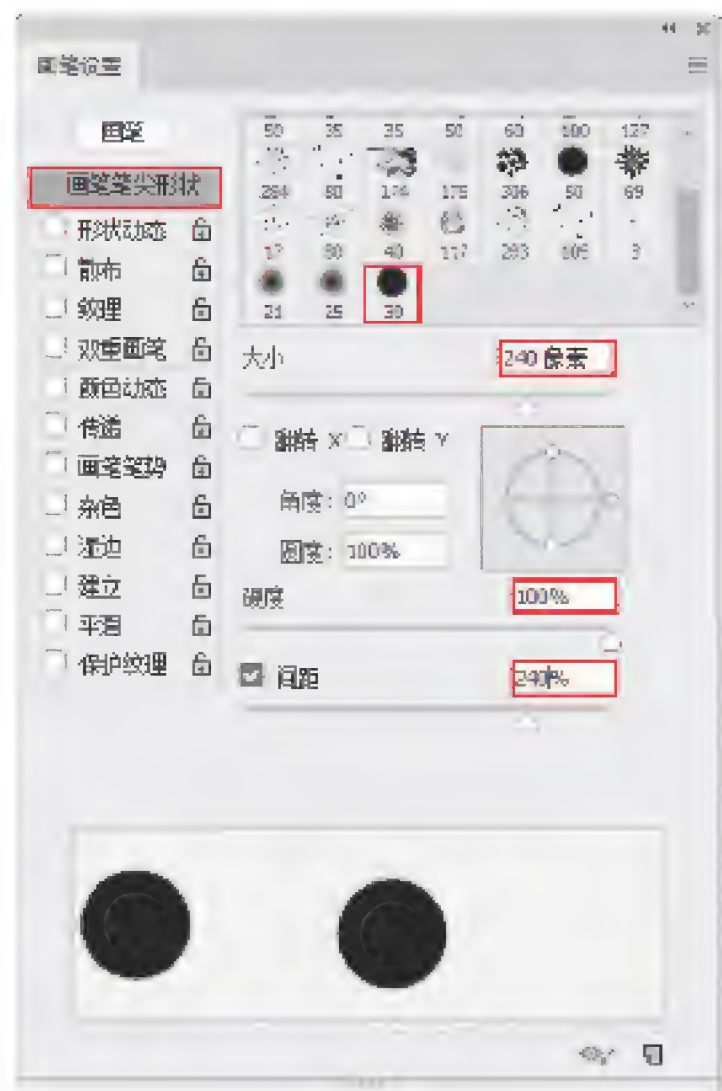 画笔设置
画笔
50 35 35 50 60 100 127
画笔笔尖形状
284 80 174 175 306 50 69
形状动态
散布
17 80 40 117 283 105 3
纹理
21 25 30
双重画笔
大小 240 像素
颜色动态
传递
翻转 X 翻转 Y
画笔笔势
杂色
角度: 0°
湿边
圆度: 100%
建立
硬度 100%
平滑
保护纹理
间距 240%